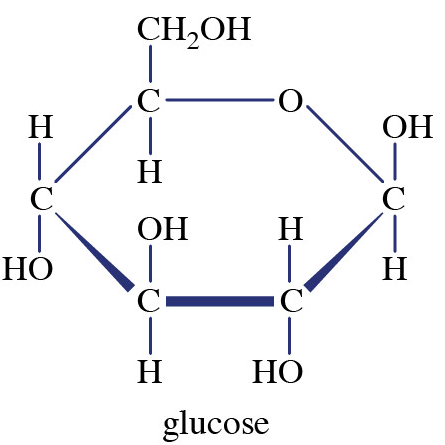 CH₂OH
C O
H OH
H
C C
OH H
HO H
C C
H HO
glucose